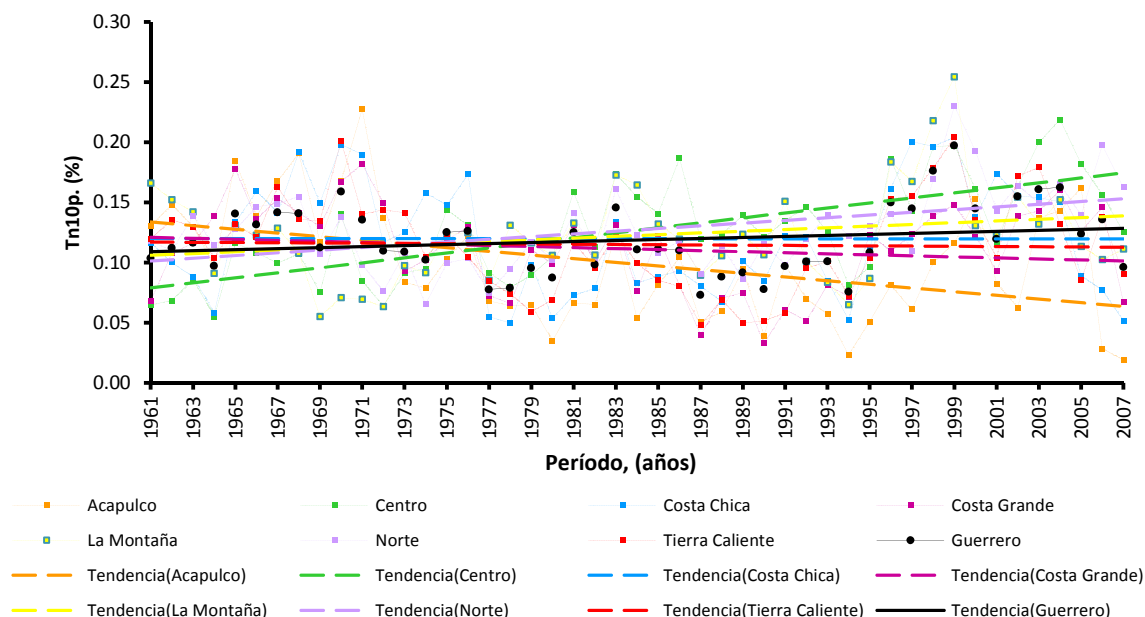 0.30
0.25
0.20
0.15
0.10
0.05
0.00
Tn10p. (%)
1961 1963 1965 1967 1969 1971 1973 1975 1977 1979 1981 1983 1985 1987 1989 1991 1993 1995 1997 1999 2001 2003 2005 2007
Período, (años)
Acapulco Centro Costa Chica Costa Grande
La Montaña Norte Tierra Caliente Guerrero
Tendencia(Acapulco) Tendencia(Centro) Tendencia(Costa Chica) Tendencia(Costa Grande)
Tendencia(La Montaña) Tendencia(Norte) Tendencia(Tierra Caliente) Tendencia(Guerrero)